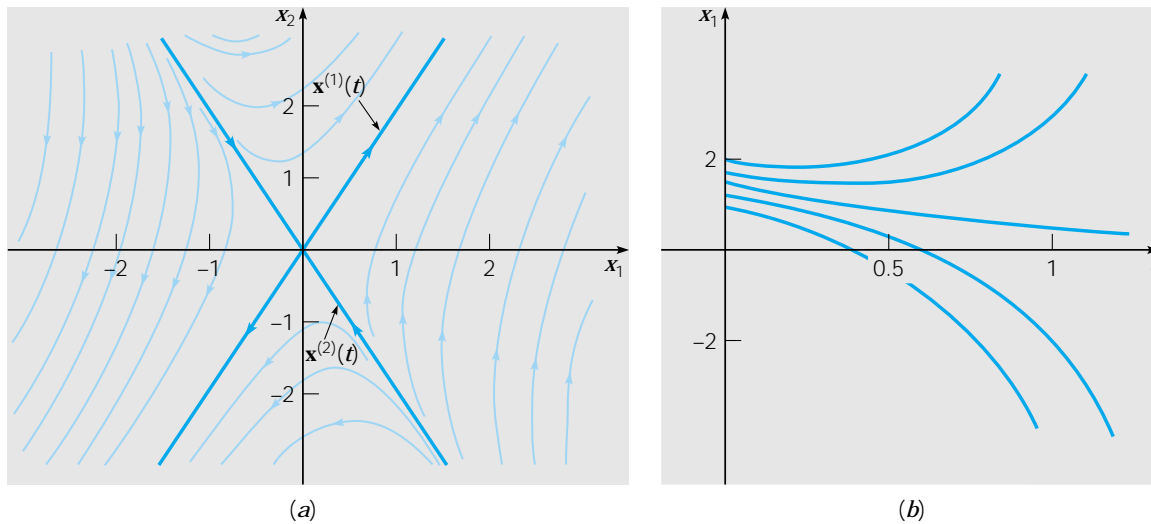 x₂
2
1
x⁽¹⁾(t)
–2
–1
1
2
x₁
–1
x⁽²⁾(t)
–2
(a)
x₁
2
0.5
1
–2
(b)